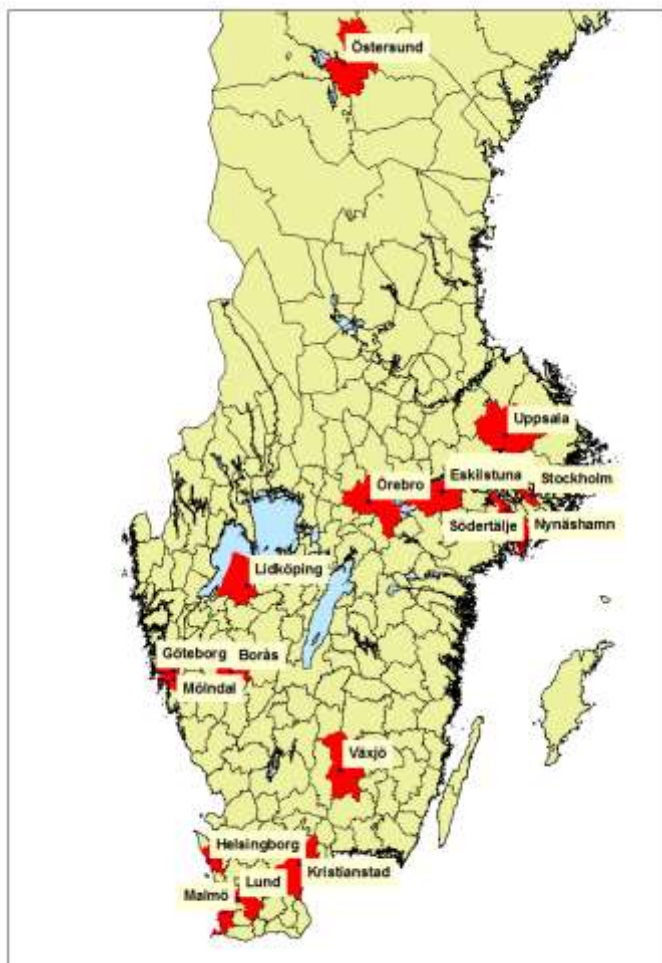 Östersund
Uppsala
Eskilstuna
Stockholm
Örebro
Södertälje
Nynäshamn
Lidköping
Göteborg
Borås
Mölndal
Växjö
Helsingborg
Kristianstad
Lund
Malmö